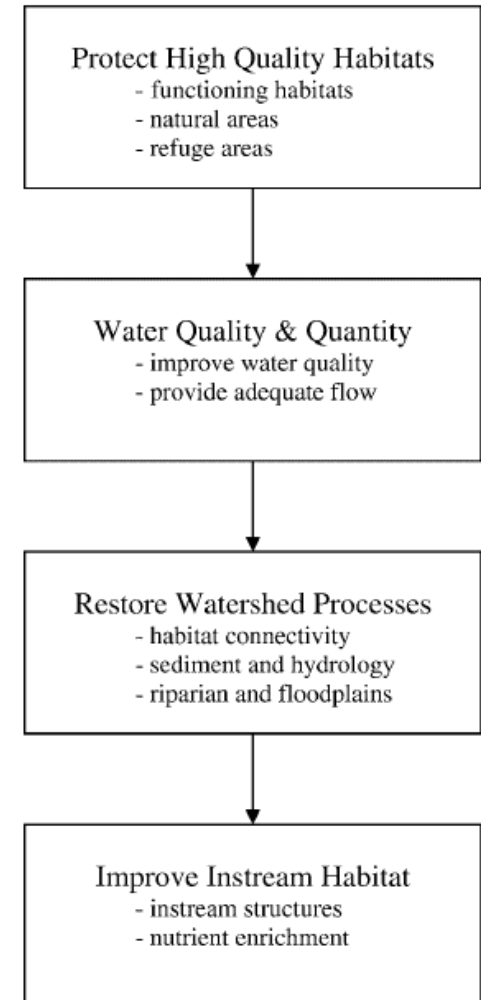 Protect High Quality Habitats
- functioning habitats
- natural areas
- refuge areas
Water Quality & Quantity
- improve water quality
- provide adequate flow
Restore Watershed Processes
- habitat connectivity
- sediment and hydrology
- riparian and floodplains
Improve Instream Habitat
- instream structures
- nutrient enrichment